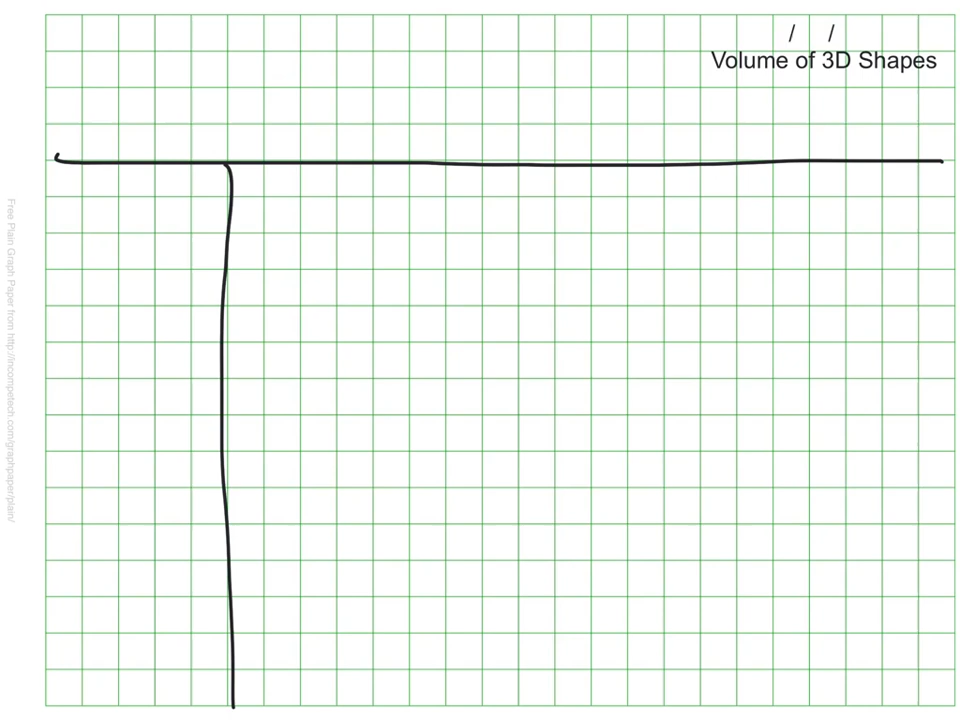 / /
Volume of 3D Shapes
Free Plain Graph Paper from http://incompetech.com/graphpaper/plain/